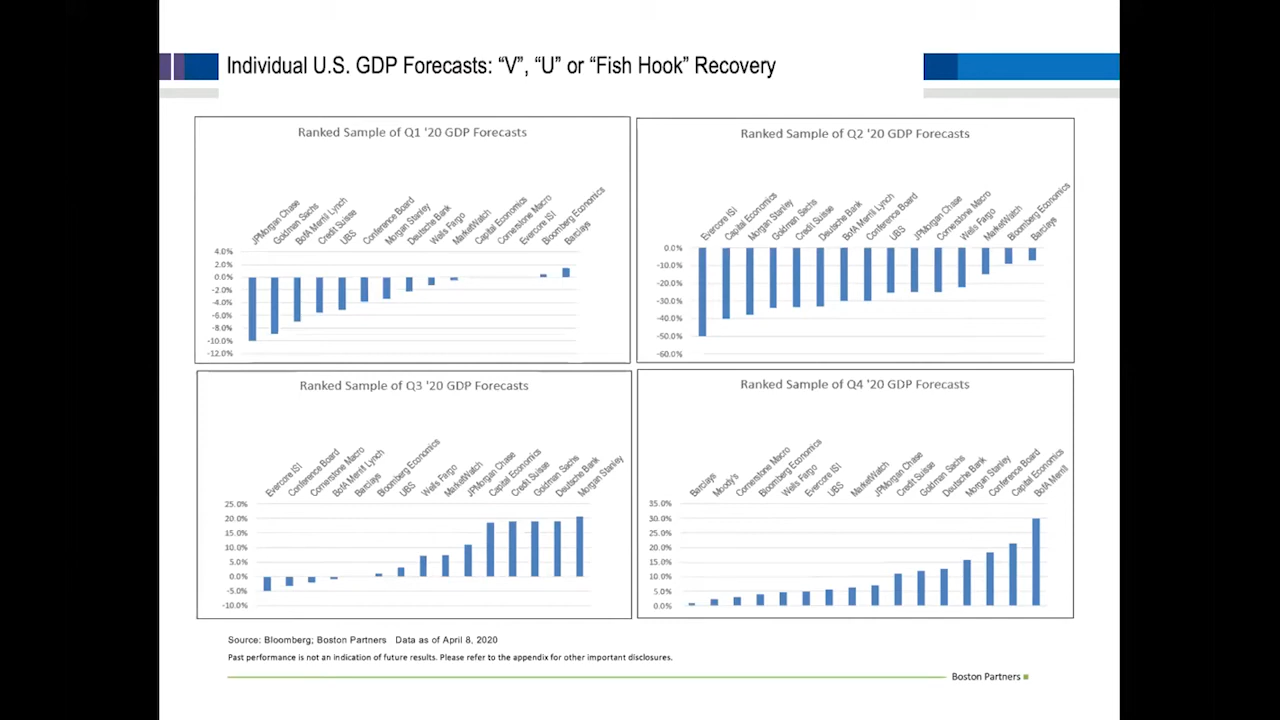 Individual U.S. GDP Forecasts: “V”, “U” or “Fish Hook” Recovery
Ranked Sample of Q1 '20 GDP Forecasts
JPMorgan Chase
Goldman Sachs
BofA Merrill Lynch
Credit Suisse
UBS
Conference Board
Morgan Stanley
Deutsche Bank
Wells Fargo
MarketWatch
Capital Economics
Cornerstone Macro
Evercore ISI
Bloomberg Economics
Barclays
4.0%
2.0%
0.0%
-2.0%
-4.0%
-6.0%
-8.0%
-10.0%
-12.0%
Ranked Sample of Q2 '20 GDP Forecasts
Evercore ISI
Capital Economics
Morgan Stanley
Goldman Sachs
Credit Suisse
Deutsche Bank
BofA Merrill Lynch
Conference Board
UBS
JPMorgan Chase
Cornerstone Macro
Wells Fargo
MarketWatch
Bloomberg Economics
Barclays
0.0%
-10.0%
-20.0%
-30.0%
-40.0%
-50.0%
-60.0%
Ranked Sample of Q3 '20 GDP Forecasts
Evercore ISI
Conference Board
Cornerstone Macro
BofA Merrill Lynch
Barclays
Bloomberg Economics
UBS
Wells Fargo
MarketWatch
JPMorgan Chase
Capital Economics
Credit Suisse
Goldman Sachs
Deutsche Bank
Morgan Stanley
25.0%
20.0%
15.0%
10.0%
5.0%
0.0%
-5.0%
-10.0%
Ranked Sample of Q4 '20 GDP Forecasts
Barclays
Moody's
Cornerstone Macro
Bloomberg Economics
Wells Fargo
Evercore ISI
UBS
MarketWatch
JPMorgan Chase
Credit Suisse
Goldman Sachs
Deutsche Bank
Morgan Stanley
Conference Board
Capital Economics
BofA Merrill
35.0%
30.0%
25.0%
20.0%
15.0%
10.0%
5.0%
0.0%
Source: Bloomberg; Boston Partners Data as of April 8, 2020
Past performance is not an indication of future results. Please refer to the appendix for other important disclosures.
Boston Partners